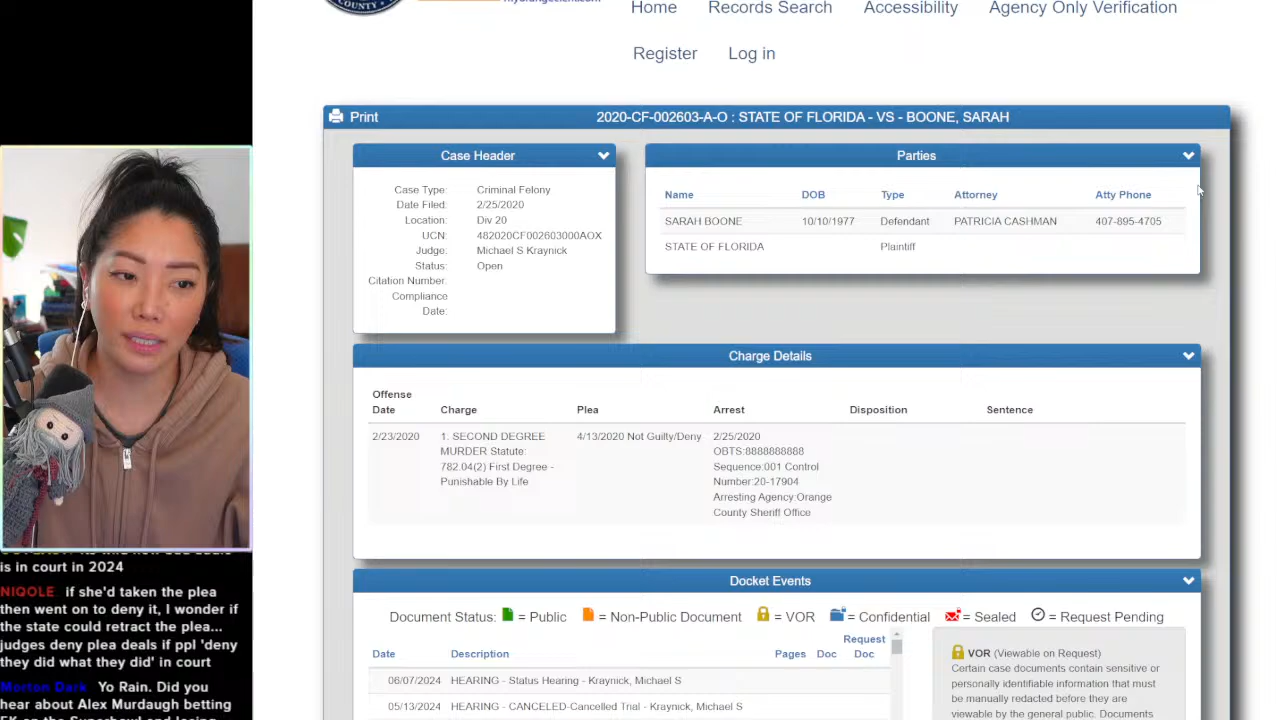 COUNTY
Home Records Search Accessibility Agency Only Verification
Register Log in
Print 2020-CF-002603-A-O : STATE OF FLORIDA - VS - BOONE, SARAH
Case Header
Case Type: Criminal Felony
Date Filed: 2/25/2020
Location: Div 20
UCN: 482020CF002603000AOX
Judge: Michael S Kraynick
Status: Open
Citation Number:
Compliance
Date:
Parties
Name DOB Type Attorney Atty Phone
SARAH BOONE 10/10/1977 Defendant PATRICIA CASHMAN 407-895-4705
STATE OF FLORIDA Plaintiff
Charge Details
Offense
Date Charge Plea Arrest Disposition Sentence
2/23/2020 1. SECOND DEGREE 4/13/2020 Not Guilty/Deny 2/25/2020
MURDER Statute: OBTS:8888888888
782.04(2) First Degree - Sequence:001 Control
Punishable By Life Number:20-17904
Arresting Agency:Orange
County Sheriff Office
Docket Events
Document Status: = Public = Non-Public Document = VOR = Confidential = Sealed = Request Pending
Request
Date Description Pages Doc Doc
06/07/2024 HEARING - Status Hearing - Kraynick, Michael S
05/13/2024 HEARING - CANCELED-Cancelled Trial - Kraynick, Michael S
VOR (Viewable on Request)
Certain case documents contain sensitive or
personally identifiable information that must
be manually redacted before they are
viewable by the general public. Documents
is in court in 2024
NIQOLE if she'd taken the plea
then went on to deny it, I wonder if
the state could retract the plea...
judges deny plea deals if ppl 'deny
they did what they did' in court
Morton Dark Yo Rain. Did you
hear about Alex Murdaugh betting